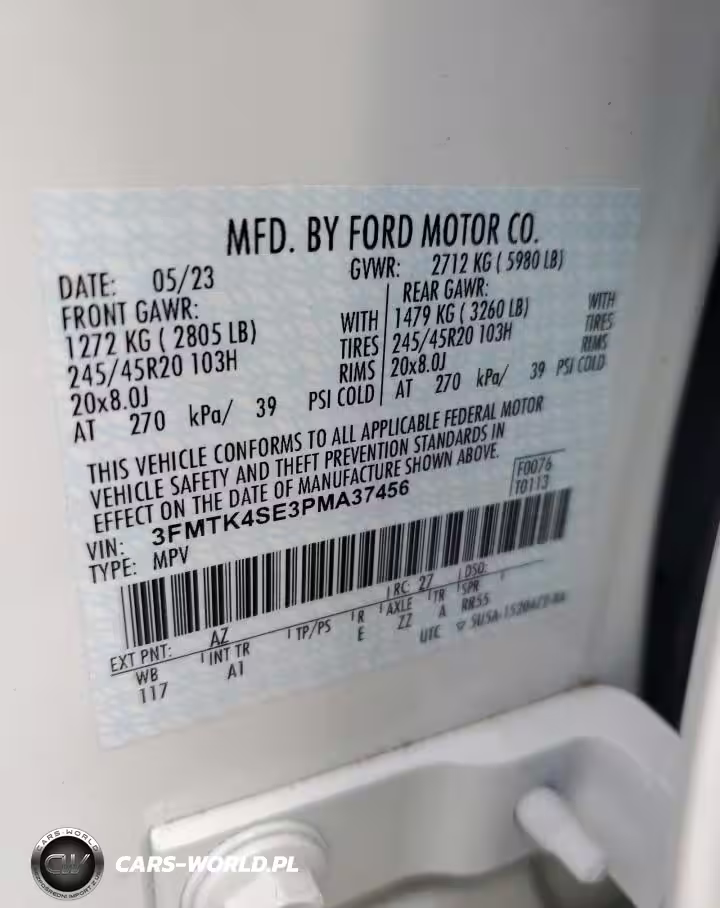 MFD. BY FORD MOTOR CO.
DATE: 05/23 GVWR: 2712 KG ( 5980 LB)
FRONT GAWR: REAR GAWR:
1272 KG ( 2805 LB) WITH 1479 KG ( 3260 LB) WITH
245/45R20 103H TIRES 245/45R20 103H TIRES
20x8.0J RIMS 20x8.0J RIMS
AT 270 kPa/ 39 PSI COLD AT 270 kPa/ 39 PSI COLD
THIS VEHICLE CONFORMS TO ALL APPLICABLE FEDERAL MOTOR
VEHICLE SAFETY AND THEFT PREVENTION STANDARDS IN
EFFECT ON THE DATE OF MANUFACTURE SHOWN ABOVE.
F0076
T0113
VIN: 3FMTK4SE3PMA37456
TYPE: MPV
EXT PNT: AZ RC: 27 DSO:
WB INT TR TP/PS R AXLE TR SPR
117 A1 E ZZ A RR55
UTC
CARS-WORLD
CW
CARS-WORLD.PL